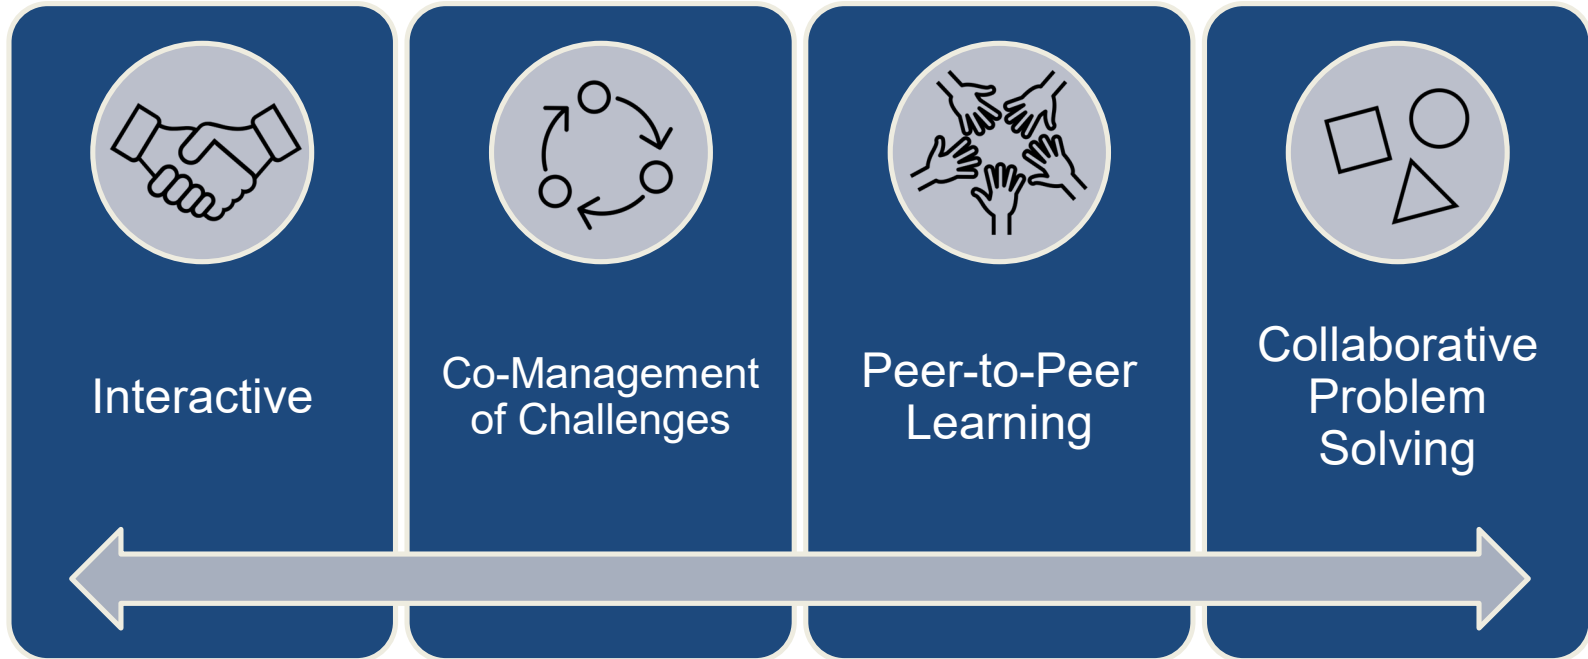 Interactive
Co-Management
of Challenges
Peer-to-Peer
Learning
Collaborative
Problem
Solving